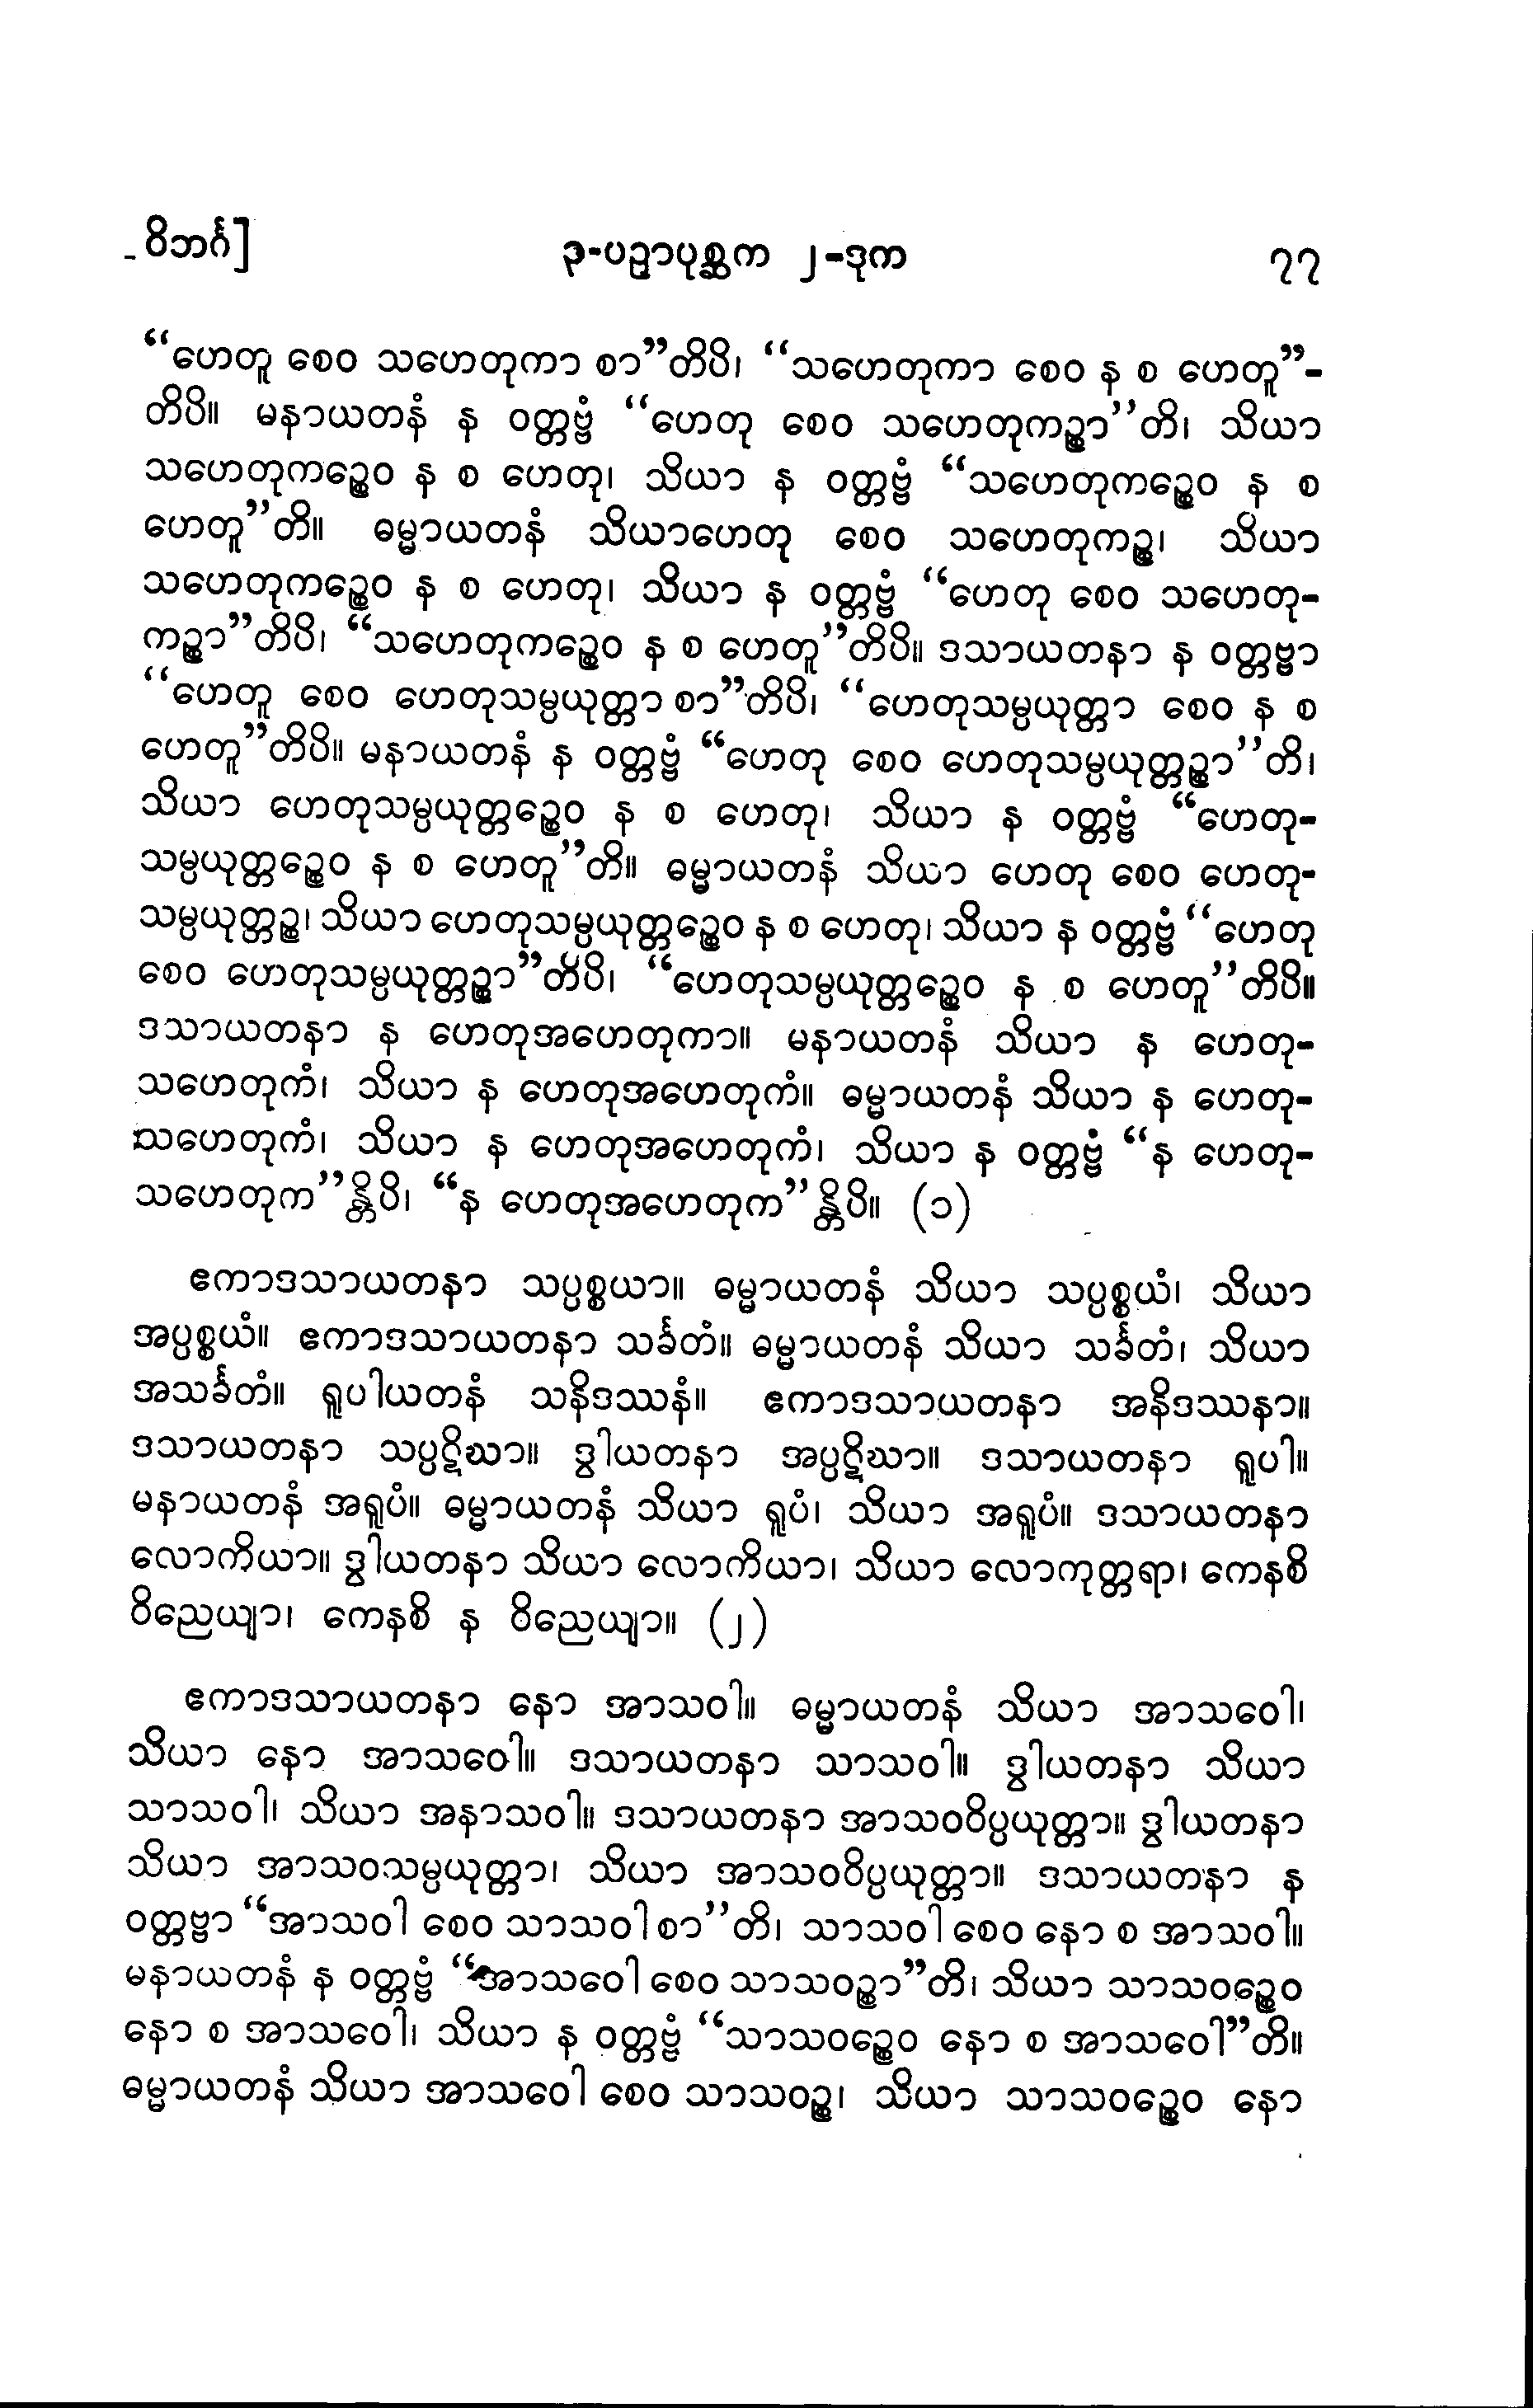 ဝိဘင်္ဂ]	၃-ပဉှာပုစ္ဆက ၂-ဒုက	၇၇
“ဟေတူ စေဝ သဟေတုကာ စာ”တိပိ၊ “သဟေတုကာ စေဝ န စ ဟေတူ”-
တိပိ။ မနာယတနံ န ဝတ္တဗ္ဗံ “ဟေတု စေဝ သဟေတုကဉ္စာ”တိ၊ သိယာ
သဟေတုကဉ္စေဝ န စ ဟေတု၊ သိယာ န ဝတ္တဗ္ဗံ “သဟေတုကဉ္စေဝ န စ
ဟေတူ”တိ။ ဓမ္မာယတနံ သိယာဟေတု စေဝ သဟေတုကဉ္စ၊ သိယာ
သဟေတုကဉ္စေဝ န စ ဟေတု၊ သိယာ န ဝတ္တဗ္ဗံ “ဟေတု စေဝ သဟေတု-
ကဉ္စာ”တိပိ၊ “သဟေတုကဉ္စေဝ န စ ဟေတူ”တိပိ။ ဒသာယတနာ န ဝတ္တဗ္ဗာ
“ဟေတူ စေဝ ဟေတုသမ္ပယုတ္တာ စာ”တိပိ၊ “ဟေတုသမ္ပယုတ္တာ စေဝ န စ
ဟေတူ”တိပိ။ မနာယတနံ န ဝတ္တဗ္ဗံ “ဟေတု စေဝ ဟေတုသမ္ပယုတ္တဉ္စာ”တိ၊
သိယာ ဟေတုသမ္ပယုတ္တဉ္စေဝ န စ ဟေတု၊ သိယာ န ဝတ္တဗ္ဗံ “ဟေတု-
သမ္ပယုတ္တဉ္စေဝ န စ ဟေတူ”တိ။ ဓမ္မာယတနံ သိယာ ဟေတု စေဝ ဟေတု-
သမ္ပယုတ္တဉ္စ၊ သိယာ ဟေတုသမ္ပယုတ္တဉ္စေဝ န စ ဟေတု၊ သိယာ န ဝတ္တဗ္ဗံ “ဟေတု
စေဝ ဟေတုသမ္ပယုတ္တဉ္စာ”တိပိ၊ “ဟေတုသမ္ပယုတ္တဉ္စေဝ န စ ဟေတူ”တိပိ။
ဒသာယတနာ န ဟေတုအဟေတုကာ။ မနာယတနံ သိယာ န ဟေတု-
သဟေတုကံ၊ သိယာ န ဟေတုအဟေတုကံ။ ဓမ္မာယတနံ သိယာ န ဟေတု-
သဟေတုကံ၊ သိယာ န ဟေတုအဟေတုကံ၊ သိယာ န ဝတ္တဗ္ဗံ “န ဟေတု-
သဟေတုက”န္တိပိ၊ “န ဟေတုအဟေတုက”န္တိပိ။ (၁)
ဧကာဒသာယတနာ သပ္ပစ္စယာ။ ဓမ္မာယတနံ သိယာ သပ္ပစ္စယံ၊ သိယာ
အပ္ပစ္စယံ။ ဧကာဒသာယတနာ သင်္ခတံ။ ဓမ္မာယတနံ သိယာ သင်္ခတံ၊ သိယာ
အသင်္ခတံ။ ရူပါယတနံ သနိဒဿနံ။ ဧကာဒသာယတနာ အနိဒဿနာ။
ဒသာယတနာ သပ္ပဋိဃာ။ ဒွါယတနာ အပ္ပဋိဃာ။ ဒသာယတနာ ရူပါ။
မနာယတနံ အရူပံ။ ဓမ္မာယတနံ သိယာ ရူပံ၊ သိယာ အရူပံ။ ဒသာယတနာ
လောကိယာ။ ဒွါယတနာ သိယာ လောကိယာ၊ သိယာ လောကုတ္တရာ၊ ကေနစိ
ဝိညေယျာ၊ ကေနစိ န ဝိညေယျာ။ (၂)
ဧကာဒသာယတနာ နော အာသဝါ။ ဓမ္မာယတနံ သိယာ အာသဝေါ၊
သိယာ နော အာသဝေါ။ ဒသာယတနာ သာသဝါ။ ဒွါယတနာ သိယာ
သာသဝါ၊ သိယာ အနာသဝါ။ ဒသာယတနာ အာသဝဝိပ္ပယုတ္တာ။ ဒွါယတနာ
သိယာ အာသဝသမ္ပယုတ္တာ၊ သိယာ အာသဝဝိပ္ပယုတ္တာ။ ဒသာယတနာ န
ဝတ္တဗ္ဗာ “အာသဝါ စေဝ သာသဝါ စာ”တိ၊ သာသဝါ စေဝ နော စ အာသဝါ။
မနာယတနံ န ဝတ္တဗ္ဗံ “အာသဝေါ စေဝ သာသဝဉ္စာ”တိ၊ သိယာ သာသဝဉ္စေဝ
နော စ အာသဝေါ၊ သိယာ န ဝတ္တဗ္ဗံ “သာသဝဉ္စေဝ နော စ အာသဝေါ”တိ။
ဓမ္မာယတနံ သိယာ အာသဝေါ စေဝ သာသဝဉ္စ၊ သိယာ သာသဝဉ္စေဝ နော